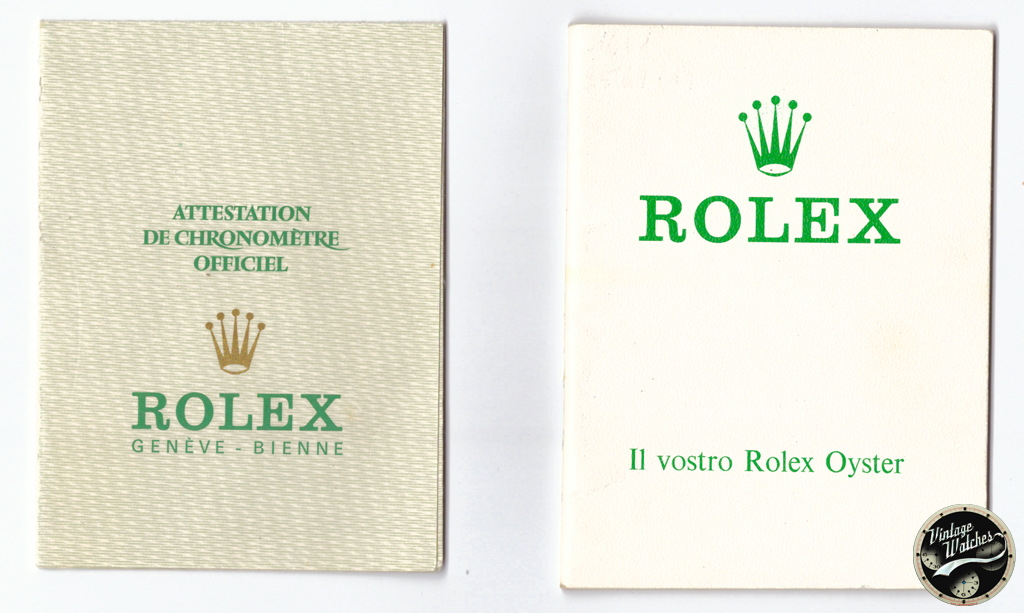 ATTESTATION
DE CHRONOMÈTRE
OFFICIEL
ROLEX
GENÈVE - BIENNE
ROLEX
Il vostro Rolex Oyster
Vintage
Watches